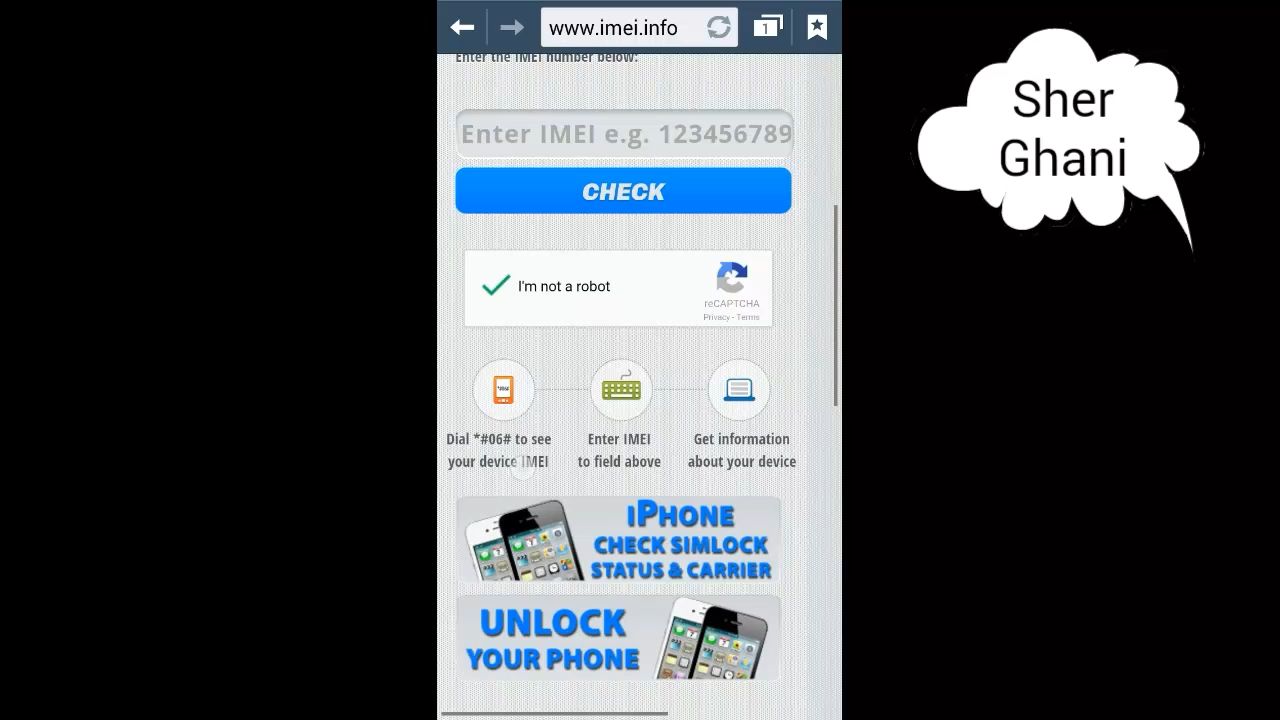 www.imei.info
1
Enter the IMEI number below:
Enter IMEI e.g. 123456789
CHECK
I'm not a robot
reCAPTCHA
Privacy - Terms
*#06#
Dial *#06# to see
your device IMEI
Enter IMEI
to field above
Get information
about your device
iPHONE
CHECK SIMLOCK
STATUS & CARRIER
UNLOCK
YOUR PHONE
Sher
Ghani